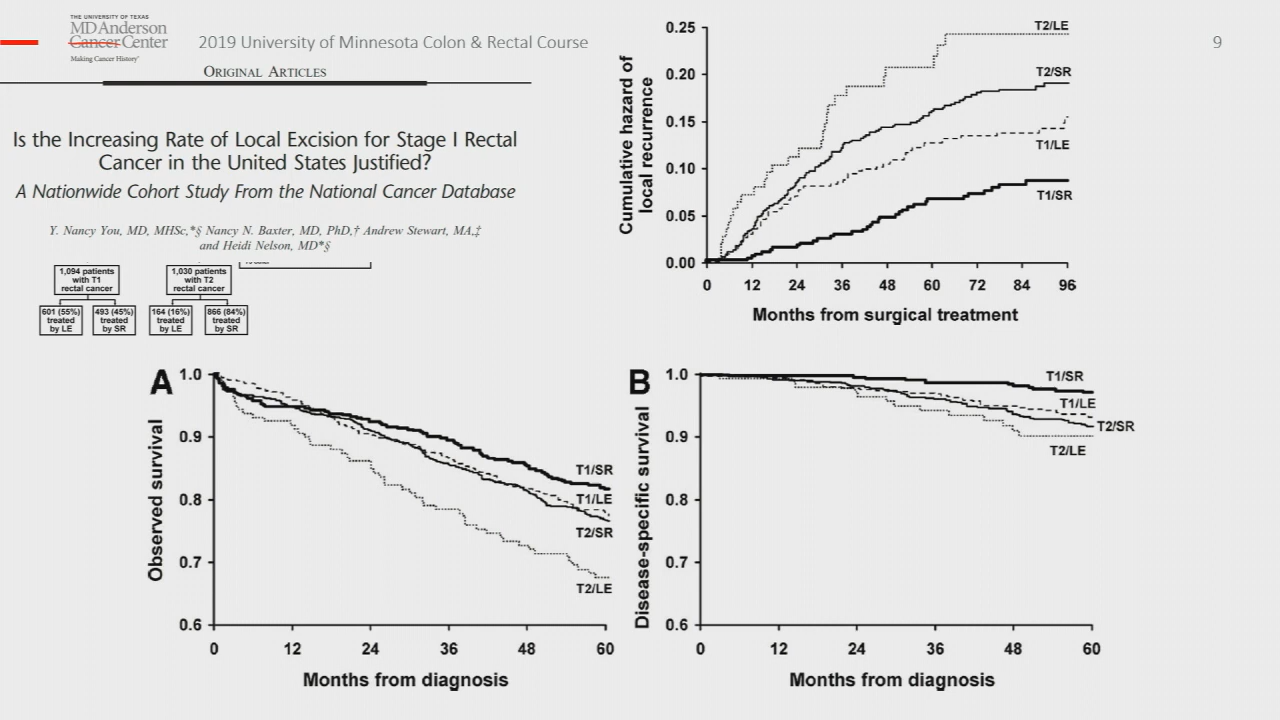 THE UNIVERSITY OF TEXAS
MD Anderson
Cancer Center
Making Cancer History®
2019 University of Minnesota Colon & Rectal Course
9
ORIGINAL ARTICLES
Is the Increasing Rate of Local Excision for Stage I Rectal
Cancer in the United States Justified?
A Nationwide Cohort Study From the National Cancer Database
Y. Nancy You, MD, MHSc,*§ Nancy N. Baxter, MD, PhD,† Andrew Stewart, MA,‡
and Heidi Nelson, MD*§
1,094 patients
with T1
rectal cancer
1,030 patients
with T2
rectal cancer
601 (55%)
treated
by LE
493 (45%)
treated
by SR
164 (16%)
treated
by LE
866 (84%)
treated
by SR
Cumulative hazard of
local recurrence
0.25
0.20
0.15
0.10
0.05
0.00
T2/LE
T2/SR
T1/LE
T1/SR
0 12 24 36 48 60 72 84 96
Months from surgical treatment
A
Observed survival
1.0
0.9
0.8
0.7
0.6
T1/SR
T1/LE
T2/SR
T2/LE
0 12 24 36 48 60
Months from diagnosis
B
Disease-specific survival
1.0
0.9
0.8
0.7
0.6
T1/SR
T1/LE
T2/SR
T2/LE
0 12 24 36 48 60
Months from diagnosis